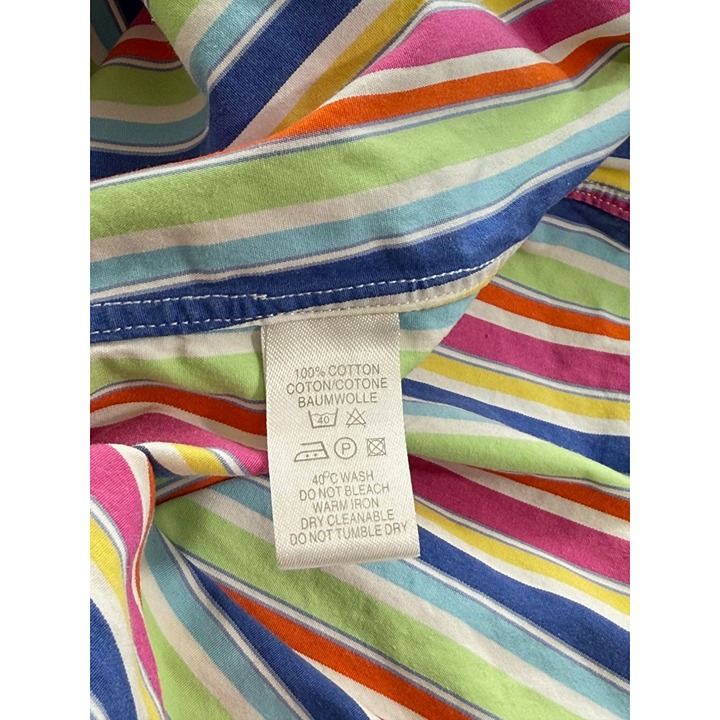 100% COTTON
COTON/COTONE
BAUMWOLLE
40
P
40°C WASH
DO NOT BLEACH
WARM IRON
DRY CLEANABLE
DO NOT TUMBLE DRY